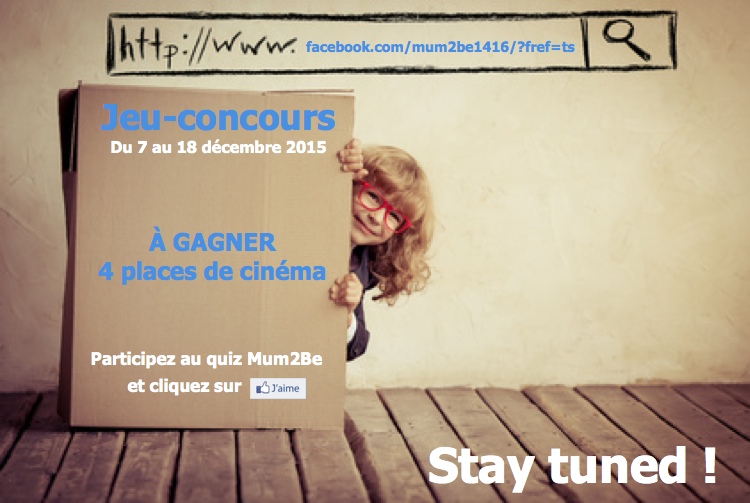 http://www. facebook.com/mum2be1416/?fref=ts
Jeu-concours
Du 7 au 18 décembre 2015
À GAGNER
4 places de cinéma
Participez au quiz Mum2Be
et cliquez sur J'aime
Stay tuned !